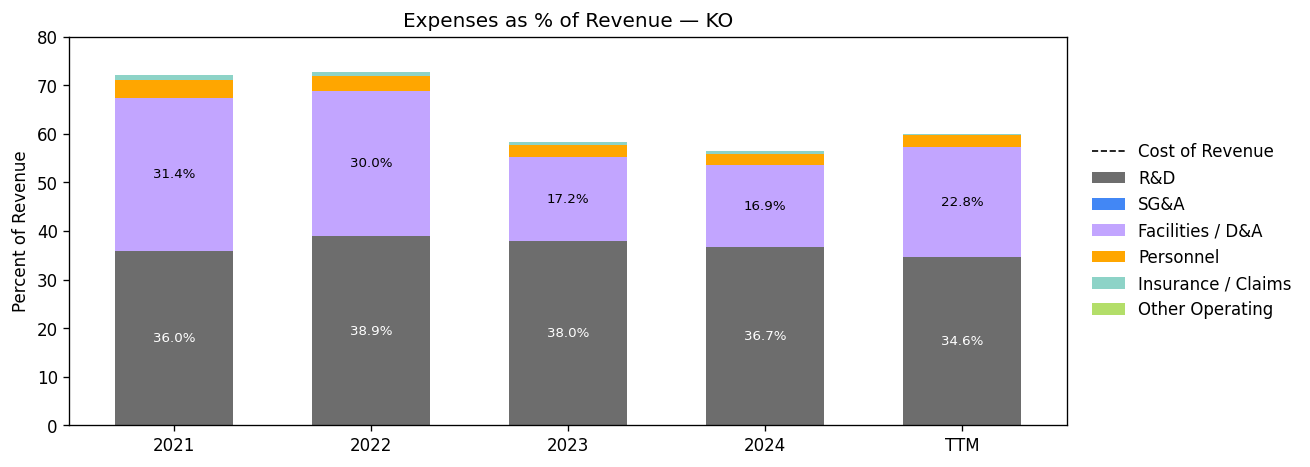 Expenses as % of Revenue — KO
Percent of Revenue
80
70
60
50
40
30
20
10
0
31.4%
30.0%
17.2%
16.9%
22.8%
36.0%
38.9%
38.0%
36.7%
34.6%
2021
2022
2023
2024
TTM
Cost of Revenue
R&D
SG&A
Facilities / D&A
Personnel
Insurance / Claims
Other Operating